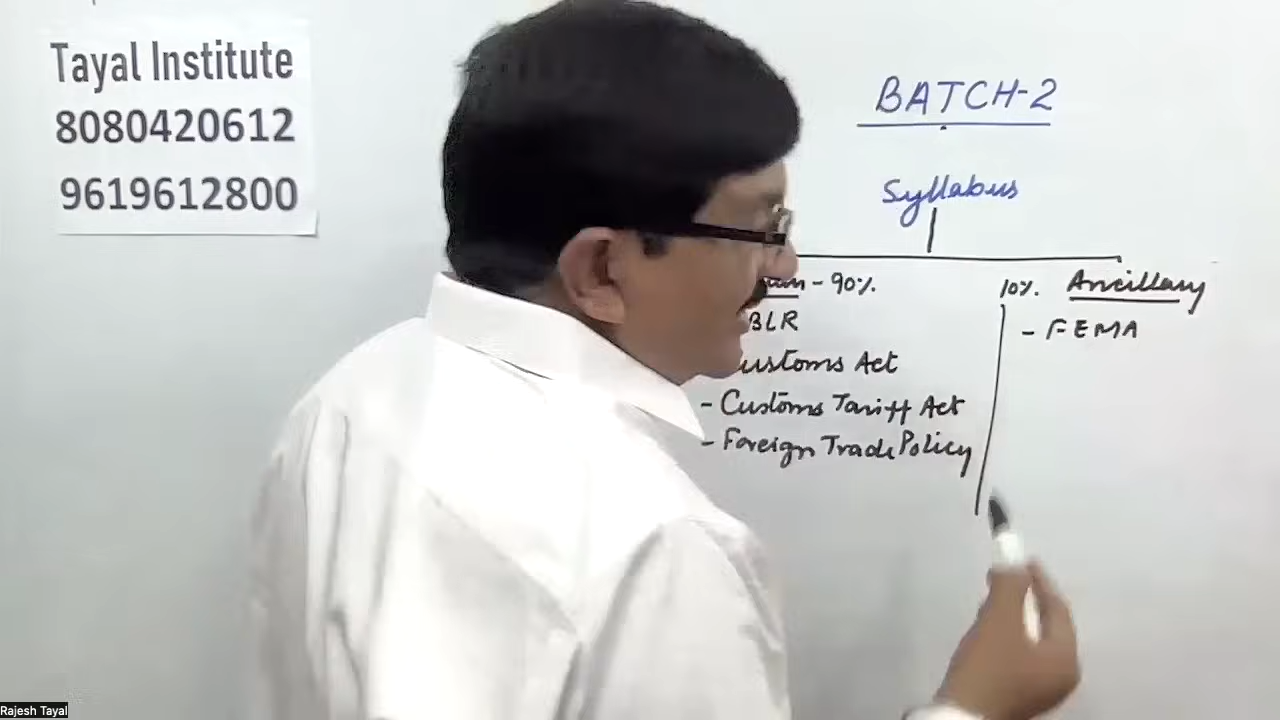 Tayal Institute
8080420612
9619612800
BATCH-2
Syllabus
- 90%.
BLR
Customs Act
- Customs Tariff Act
- Foreign Trade Policy
10%. Ancillary
- FEMA
Rajesh Tayal